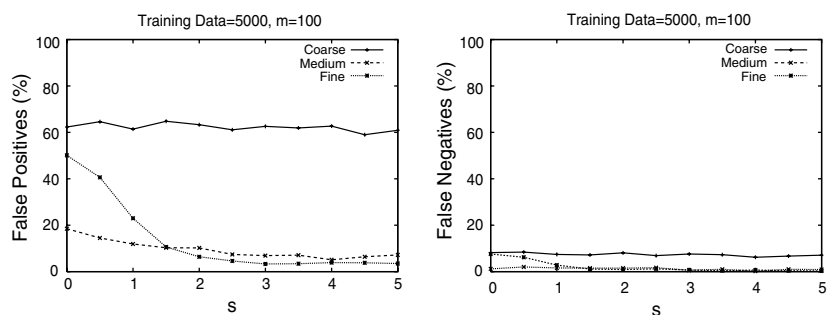 Training Data=5000, m=100
100
80
60
40
20
0
False Positives (%)
Coarse
Medium
Fine
0 1 2 3 4 5
s
Training Data=5000, m=100
100
80
60
40
20
0
False Negatives (%)
Coarse
Medium
Fine
0 1 2 3 4 5
s